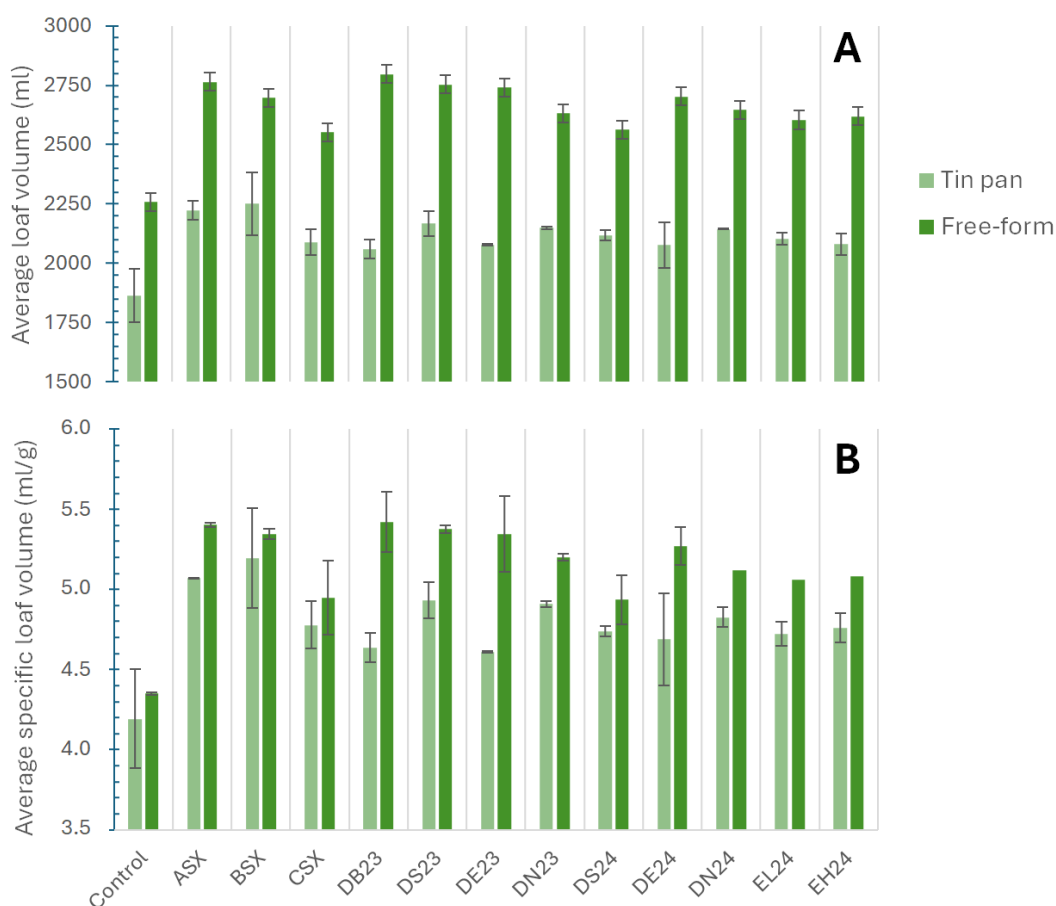 A
3000
2750
2500
2250
2000
1750
1500
Average loaf volume (ml)
Tin pan
Free-form
B
6.0
5.5
5.0
4.5
4.0
3.5
Average specific loaf volume (ml/g)
Control
ASX
BSX
CSX
DB23
DS23
DE23
DN23
DS24
DE24
DN24
EL24
EH24